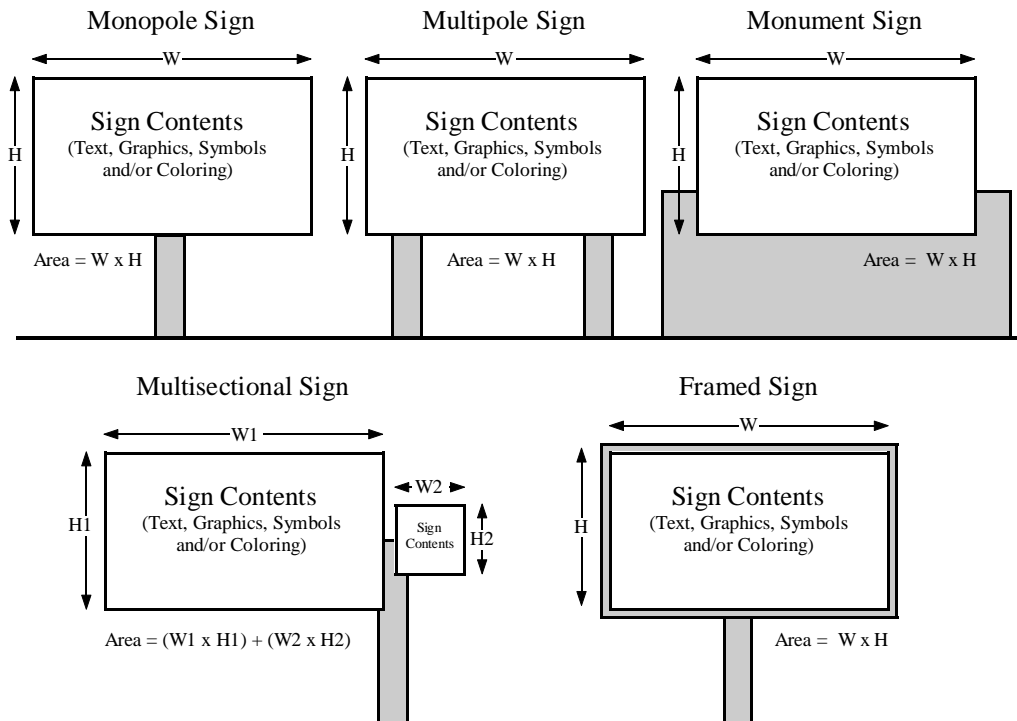 Monopole Sign
W
H
Sign Contents
(Text, Graphics, Symbols
and/or Coloring)
Area = W x H
Multipole Sign
W
H
Sign Contents
(Text, Graphics, Symbols
and/or Coloring)
Area = W x H
Monument Sign
W
H
Sign Contents
(Text, Graphics, Symbols
and/or Coloring)
Area = W x H
Multisectional Sign
W1
H1
Sign Contents
(Text, Graphics, Symbols
and/or Coloring)
W2
Sign
Contents
H2
Area = (W1 x H1) + (W2 x H2)
Framed Sign
W
H
Sign Contents
(Text, Graphics, Symbols
and/or Coloring)
Area = W x H